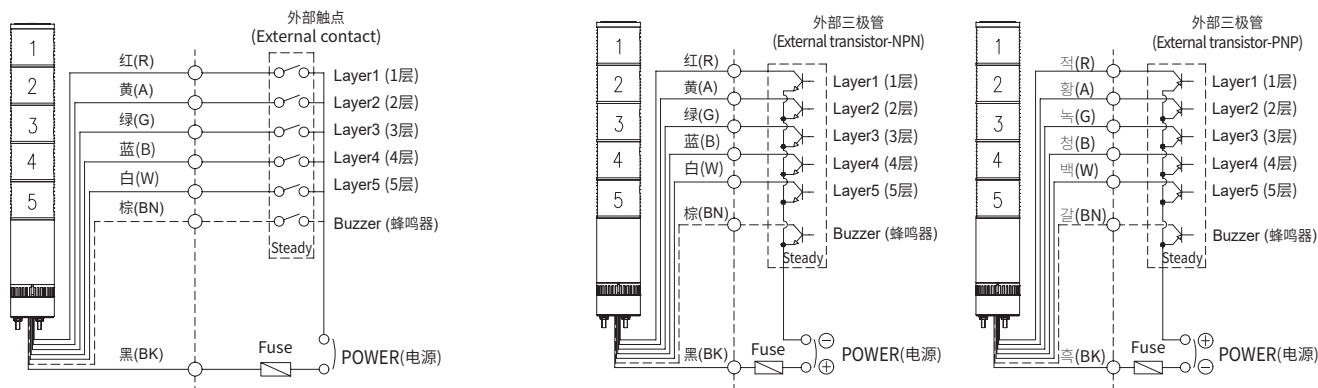 外部触点
(External contact)
1
2
3
4
5
红(R)
黄(A)
绿(G)
蓝(B)
白(W)
棕(BN)
黑(BK)
Layer1 (1层)
Layer2 (2层)
Layer3 (3层)
Layer4 (4层)
Layer5 (5层)
Buzzer (蜂鸣器)
Steady
Fuse
POWER(电源)
外部三极管
(External transistor-NPN)
1
2
3
4
5
红(R)
黄(A)
绿(G)
蓝(B)
白(W)
棕(BN)
黑(BK)
Layer1 (1层)
Layer2 (2层)
Layer3 (3层)
Layer4 (4层)
Layer5 (5层)
Buzzer (蜂鸣器)
Steady
Fuse
−
+
POWER(电源)
外部三极管
(External transistor-PNP)
1
2
3
4
5
적(R)
황(A)
녹(G)
청(B)
백(W)
갈(BN)
흑(BK)
Layer1 (1层)
Layer2 (2层)
Layer3 (3层)
Layer4 (4层)
Layer5 (5层)
Buzzer (蜂鸣器)
Steady
Fuse
+
−
POWER(电源)